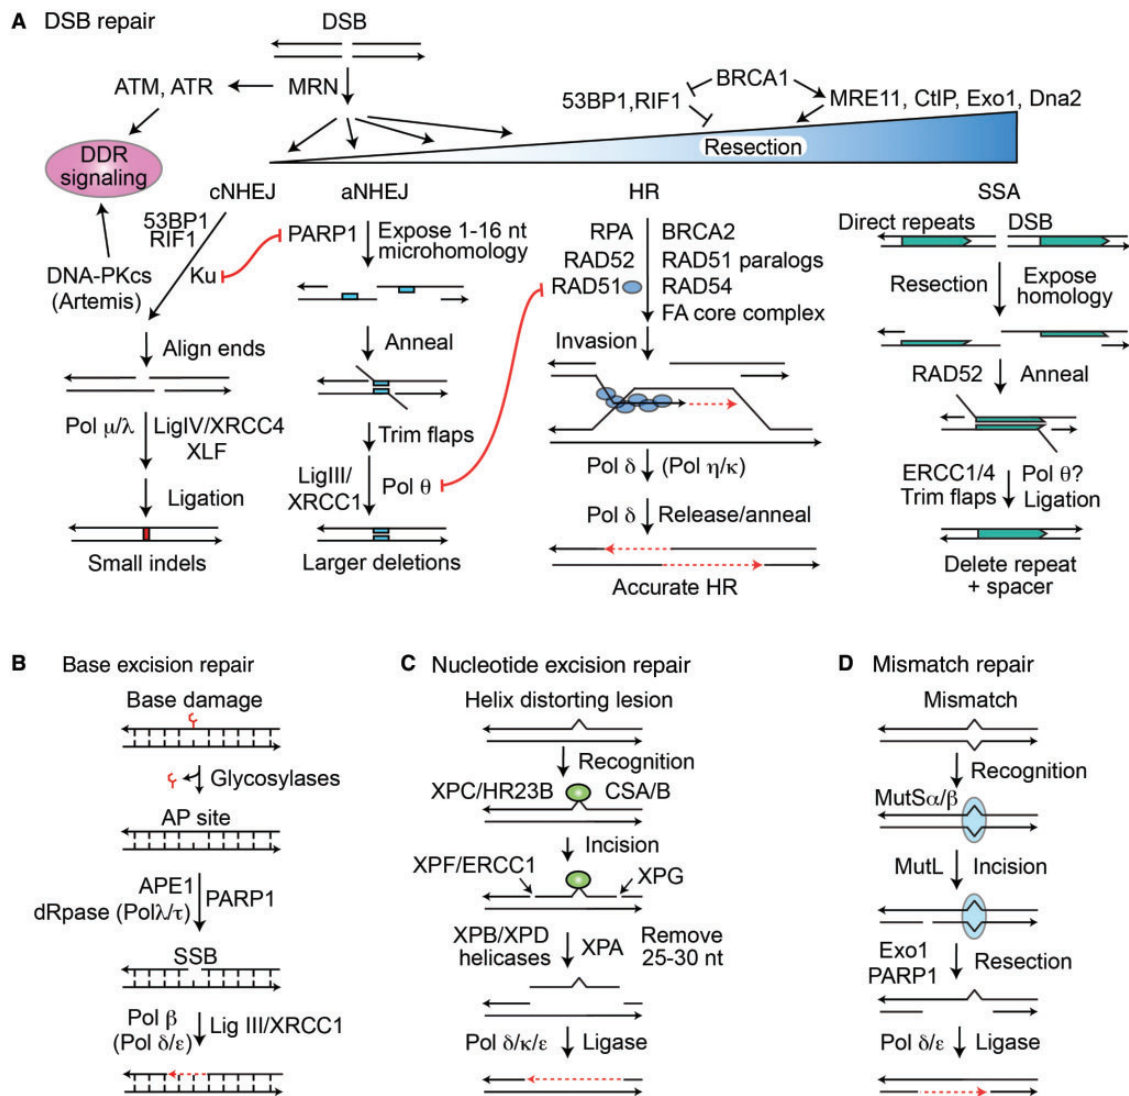 A DSB repair
DSB
ATM, ATR
MRN
BRCA1
53BP1,RIF1
MRE11, CtIP, Exo1, Dna2
Resection
DDR
signaling
cNHEJ
aNHEJ
HR
SSA
53BP1
RIF1
Ku
DNA-PKcs
(Artemis)
Align ends
Pol μ/λ
LigIV/XRCC4
XLF
Ligation
Small indels
PARP1
Expose 1-16 nt
microhomology
Anneal
Trim flaps
LigIII/
XRCC1
Pol θ
Larger deletions
RPA
RAD52
RAD51
BRCA2
RAD51 paralogs
RAD54
FA core complex
Invasion
Pol δ
(Pol η/κ)
Pol δ
Release/anneal
Accurate HR
Direct repeats
DSB
Resection
Expose
homology
RAD52
Anneal
ERCC1/4
Trim flaps
Pol θ?
Ligation
Delete repeat
+ spacer
B Base excision repair
Base damage
Glycosylases
AP site
APE1
dRpase (Polλ/τ)
PARP1
SSB
Pol β
(Pol δ/ε)
Lig III/XRCC1
C Nucleotide excision repair
Helix distorting lesion
Recognition
XPC/HR23B
CSA/B
Incision
XPF/ERCC1
XPG
XPB/XPD
helicases
XPA
Remove
25-30 nt
Pol δ/κ/ε
Ligase
D Mismatch repair
Mismatch
Recognition
MutSα/β
MutL
Incision
Exo1
PARP1
Resection
Pol δ/ε
Ligase